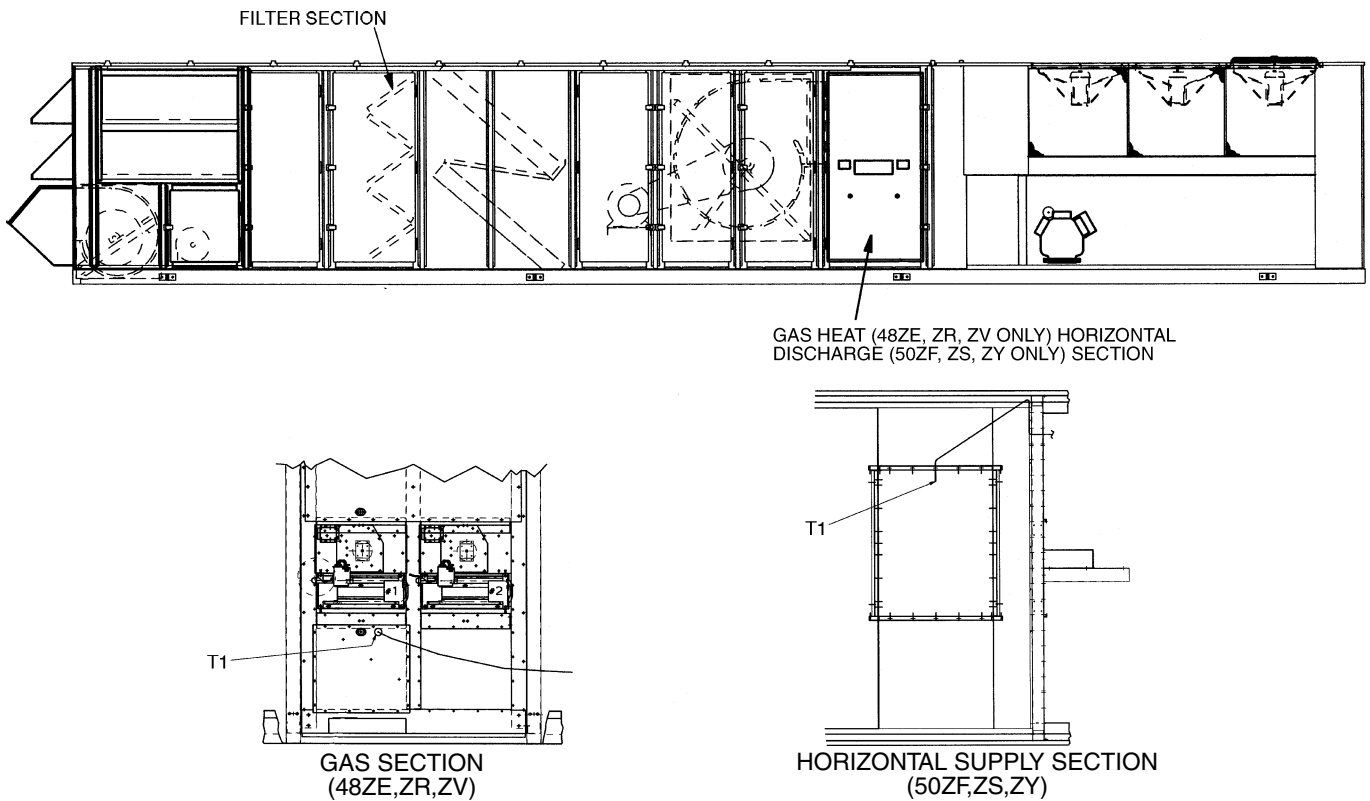 FILTER SECTION
GAS HEAT (48ZE, ZR, ZV ONLY) HORIZONTAL
DISCHARGE (50ZF, ZS, ZY ONLY) SECTION
T1
#1
#2
T1
GAS SECTION
(48ZE,ZR,ZV)
HORIZONTAL SUPPLY SECTION
(50ZF,ZS,ZY)